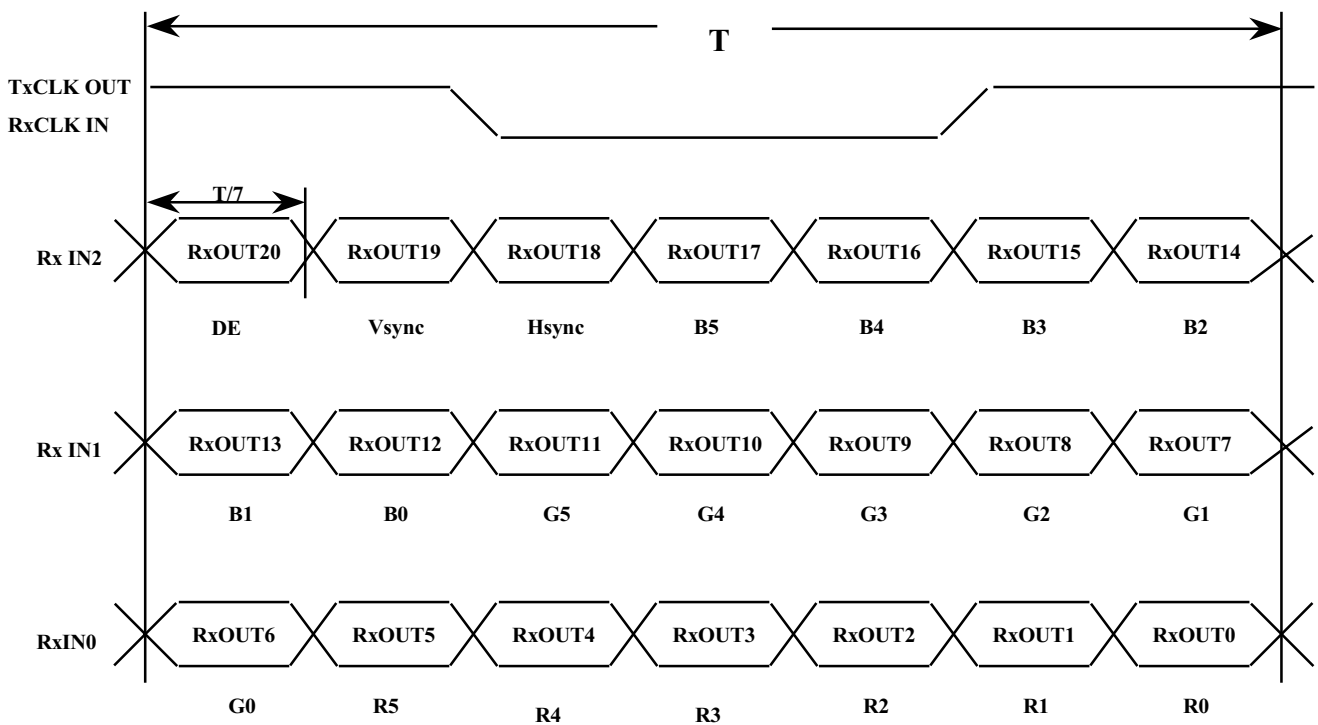 T
TxCLK OUT
RxCLK IN
T/7
Rx IN2 RxOUT20 RxOUT19 RxOUT18 RxOUT17 RxOUT16 RxOUT15 RxOUT14
DE Vsync Hsync B5 B4 B3 B2
Rx IN1 RxOUT13 RxOUT12 RxOUT11 RxOUT10 RxOUT9 RxOUT8 RxOUT7
B1 B0 G5 G4 G3 G2 G1
RxIN0 RxOUT6 RxOUT5 RxOUT4 RxOUT3 RxOUT2 RxOUT1 RxOUT0
G0 R5 R4 R3 R2 R1 R0